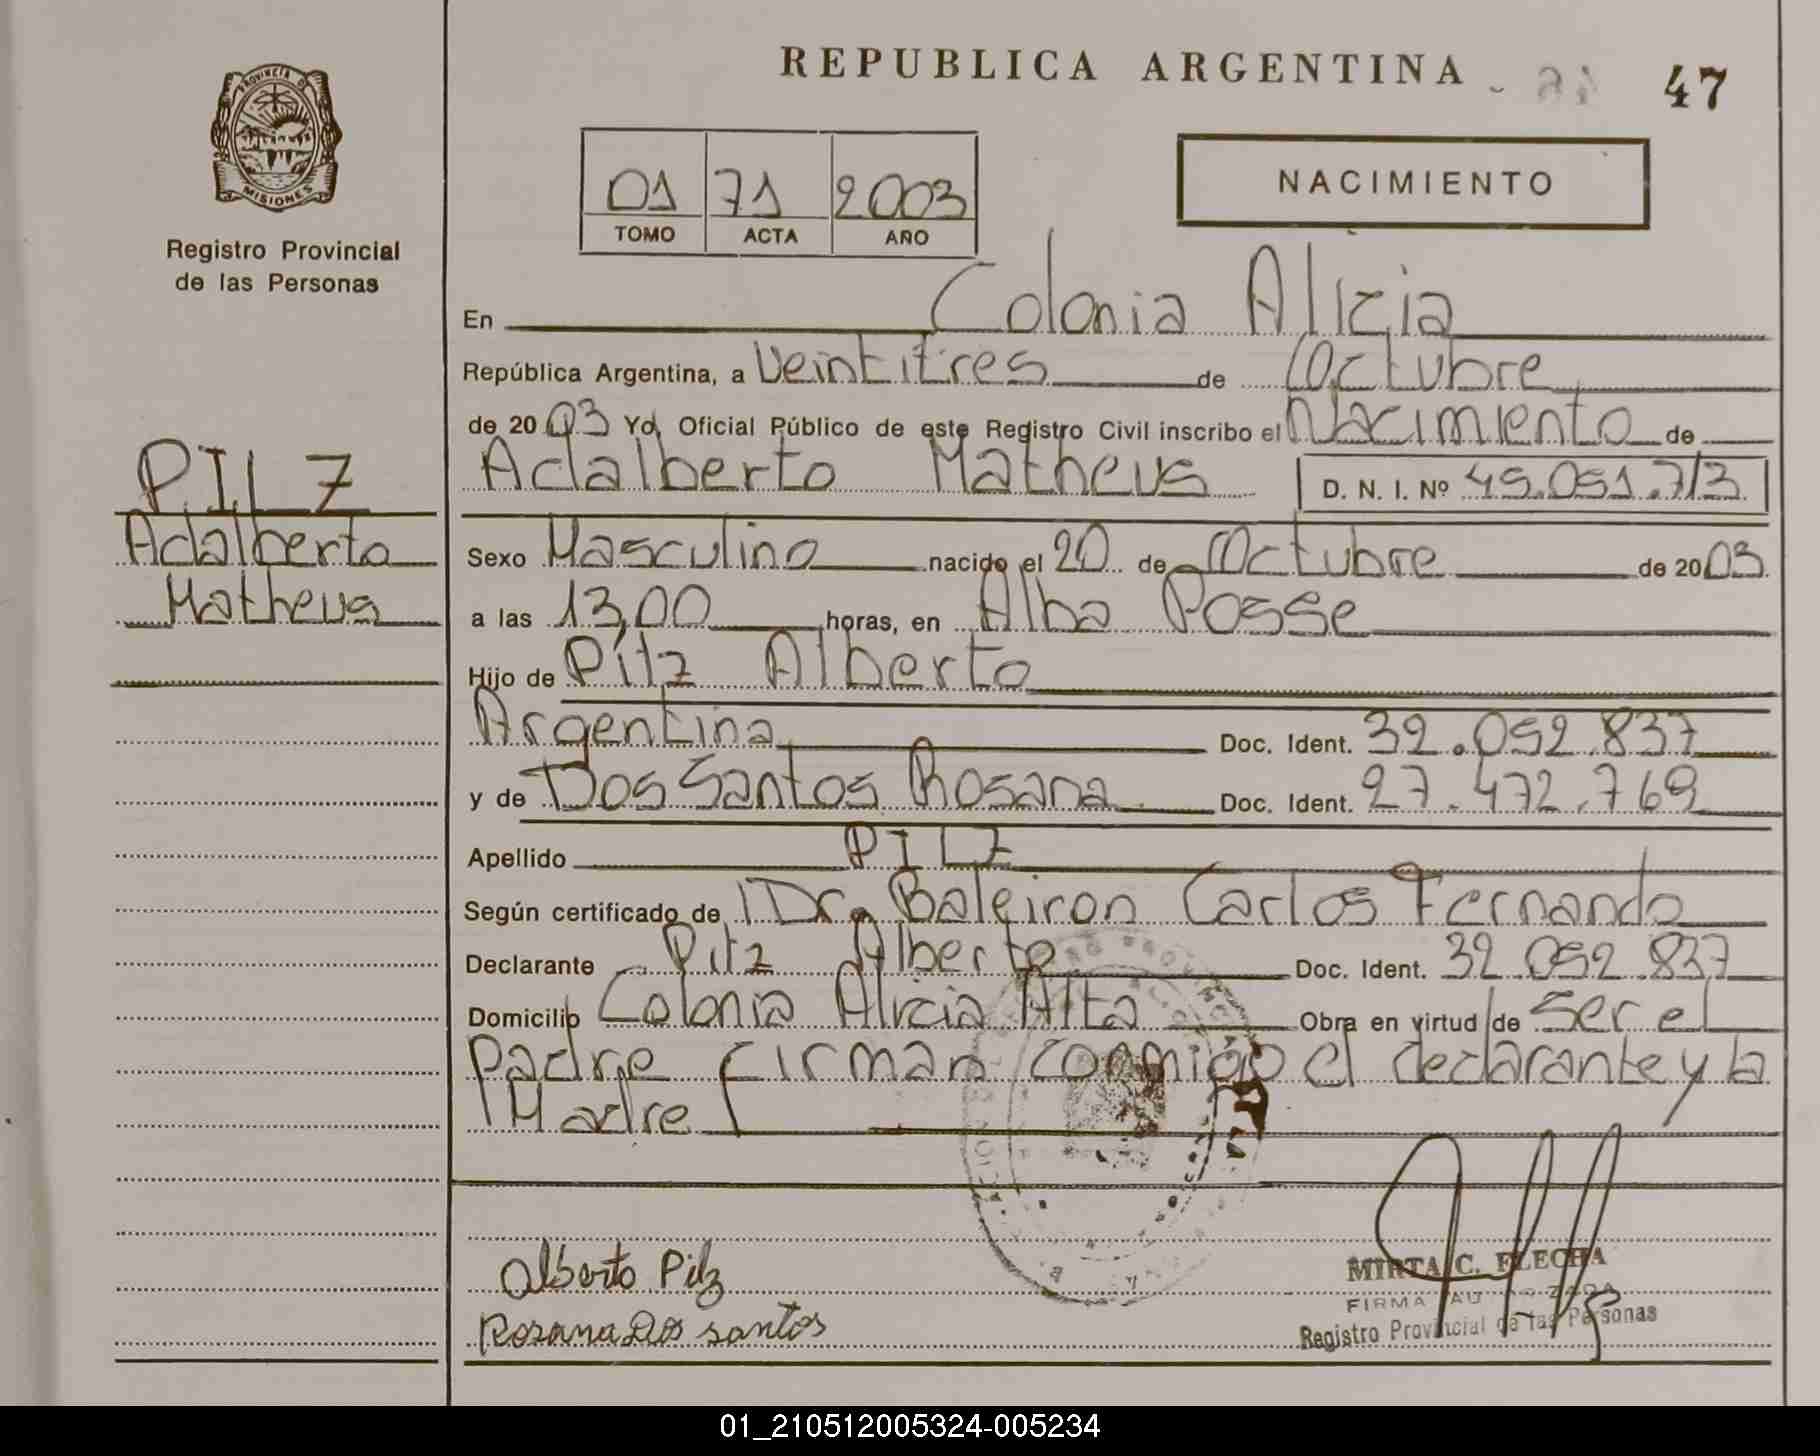 REPUBLICA ARGENTINA
47
PROVINCIA DE
MISIONES
Registro Provincial
de las Personas
01 71 2003
TOMO ACTA AÑO
NACIMIENTO
En Colonia Alicia
República Argentina, a Veintitres de Octubre
de 2003 Yo, Oficial Público de este Registro Civil inscribo el Nacimiento de
Adalberto Matheus D. N. I. Nº 45.051.713
PILZ
Adalberto
Matheus
Sexo Masculino nacido el 20 de Octubre de 2003
a las 13,00 horas, en Alba Posse
Hijo de Pilz Alberto
Argentina Doc. Ident. 32.052.837
y de Dos Santos Rosana Doc. Ident. 27.472.769
Apellido PILZ
Según certificado de Dr. Baleiron Carlos Fernando
Declarante Pilz Alberto Doc. Ident. 32.052.837
Domicilio Colonia Alicia Alta Obra en virtud de Ser el
padre firman conmigo el declarante y la
Madre
Alberto Pilz
Rosana Dos santos
MIRTA C. FLECHA
FIRMA AUTORIZADA
Registro Provincial de las Personas
01_210512005324-005234